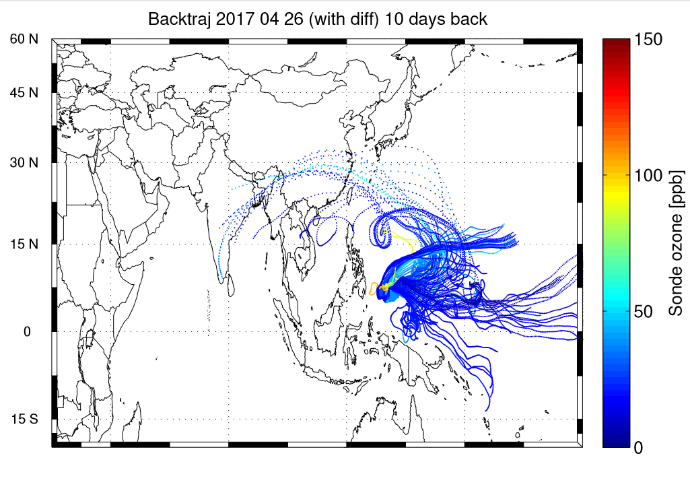 Backtraj 2017 04 26 (with diff) 10 days back
60 N
45 N
30 N
15 N
0
15 S
150
100
50
0
Sonde ozone [ppb]